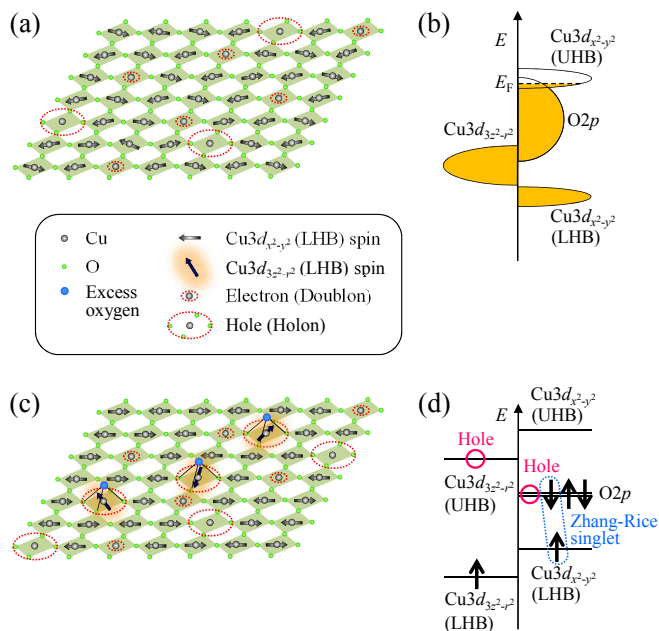 (a)
(b)
E
Cu3dx²-y²
(UHB)
EF
O2p
Cu3d3z²-r²
Cu3dx²-y²
(LHB)
Cu
O
Excess
oxygen
Cu3dx²-y² (LHB) spin
Cu3d3z²-r² (LHB) spin
Electron (Doublon)
Hole (Holon)
(c)
(d)
E
Cu3dx²-y²
(UHB)
Hole
Cu3d3z²-r²
(UHB)
Hole
O2p
Zhang-Rice
singlet
Cu3dx²-y²
(LHB)
Cu3d3z²-r²
(LHB)